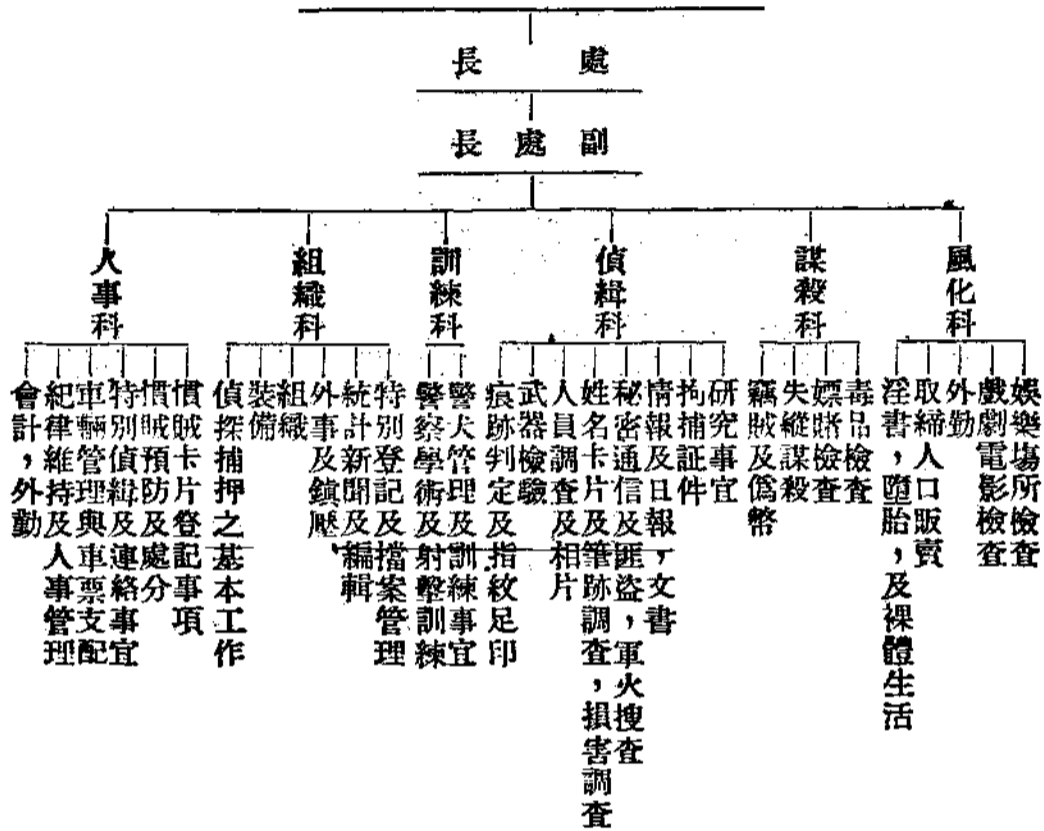 處長
副處長
風化科
娛樂塲所檢查
戲劇電影檢查
外勤
取締人口販賣
淫書，墮胎，及裸體生活
謀殺科
毒品檢查
嫖賭檢查
失縱謀殺
竊賊及僞幣
偵緝科
研究事宜
拘捕証件
情報及日報，文書
秘密通信及匪盜，軍火搜查
姓名卡片及筆跡調查，損害調查
人員調查及相片
武器檢驗
痕跡判定及指紋足印
訓練科
警犬管理及訓練事宜
警察學術及射擊訓練
組織科
特別登記及擋案管理
統計新聞及編輯
外事及鎮壓
組織
裝備
偵探捕押之基本工作
人事科
慣賊卡片登記事項
慣賊預防及處分
特別偵緝及連絡事宜
車輛管理與車票支配
紀律維持及人事管理
會計，外勤